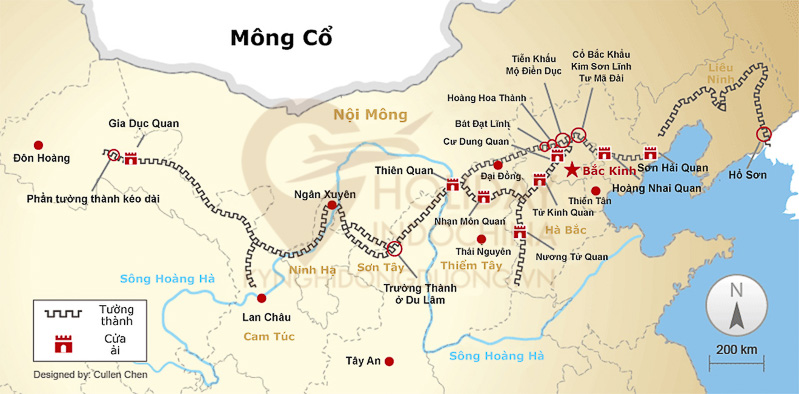 Mông Cổ
Tiễn Khấu
Mộ Điền Dục
Cổ Bắc Khẩu
Kim Sơn Lĩnh
Tư Mã Đài
Liêu
Ninh
Hoàng Hoa Thành
Nội Mông
Gia Dục Quan
Bát Đạt Lĩnh
Cư Dung Quan
Đôn Hoàng
Đại Đồng
Bắc Kinh
Sơn Hải Quan
Hổ Sơn
Thiên Quan
Hoàng Nhai Quan
Phần tường thành kéo dài
Ngân Xuyên
Thiển Tân
Tử Kinh Quan
Nhạn Môn Quan
Hà Bắc
Thái Nguyên
Nương Tử Quan
Ninh Hạ
Sơn Tây
Thiểm Tây
Sông Hoàng Hà
Trường Thành
ở Du Lâm
Lan Châu
Cam Túc
Tây An
Sông Hoàng Hà
Tường
thành
Cửa
ải
Designed by: Cullen Chen
N
200 km
HOLIDAY
INDOCHINA